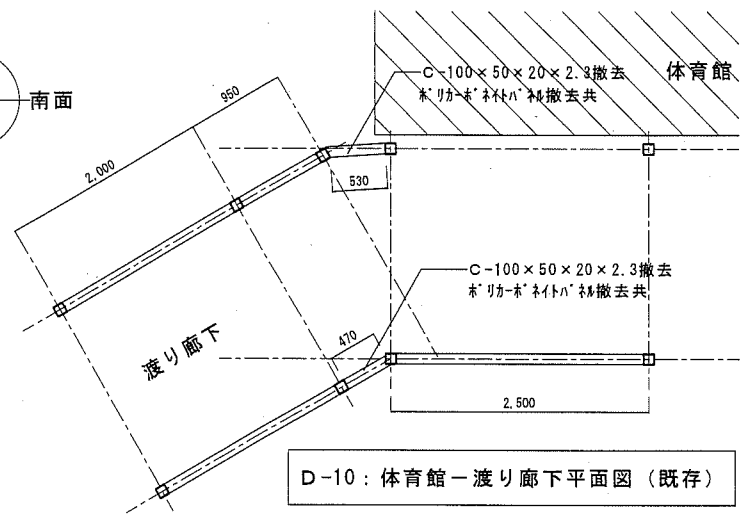 南面
950
2,000
C-100×50×20×2.3撤去
ポリカーボネイトパネル撤去共
体育館
530
C-100×50×20×2.3撤去
ポリカーボネイトパネル撤去共
470
渡り廊下
2,500
D-10：体育館－渡り廊下平面図（既存）